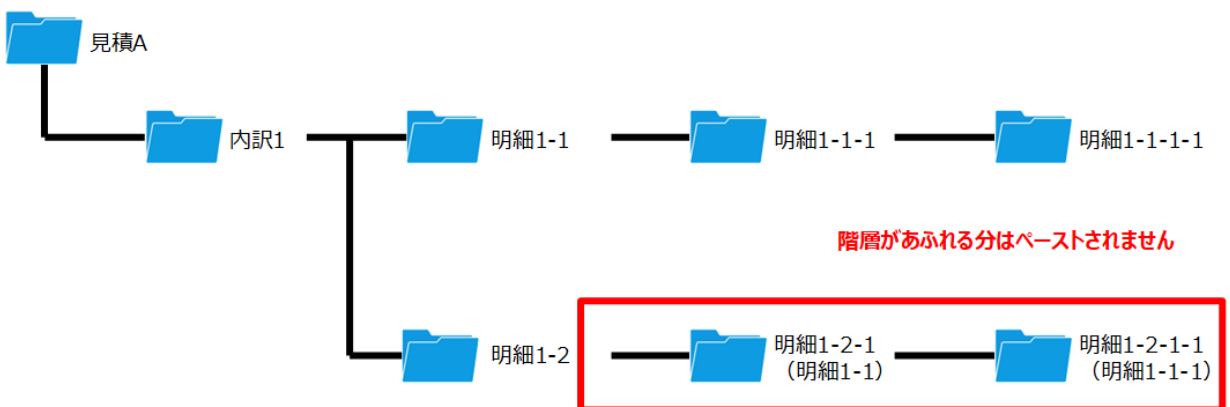 見積A
内訳1
明細1-1
明細1-1-1
明細1-1-1-1
階層があふれる分はペーストされません
明細1-2
明細1-2-1
（明細1-1）
明細1-2-1-1
（明細1-1-1）